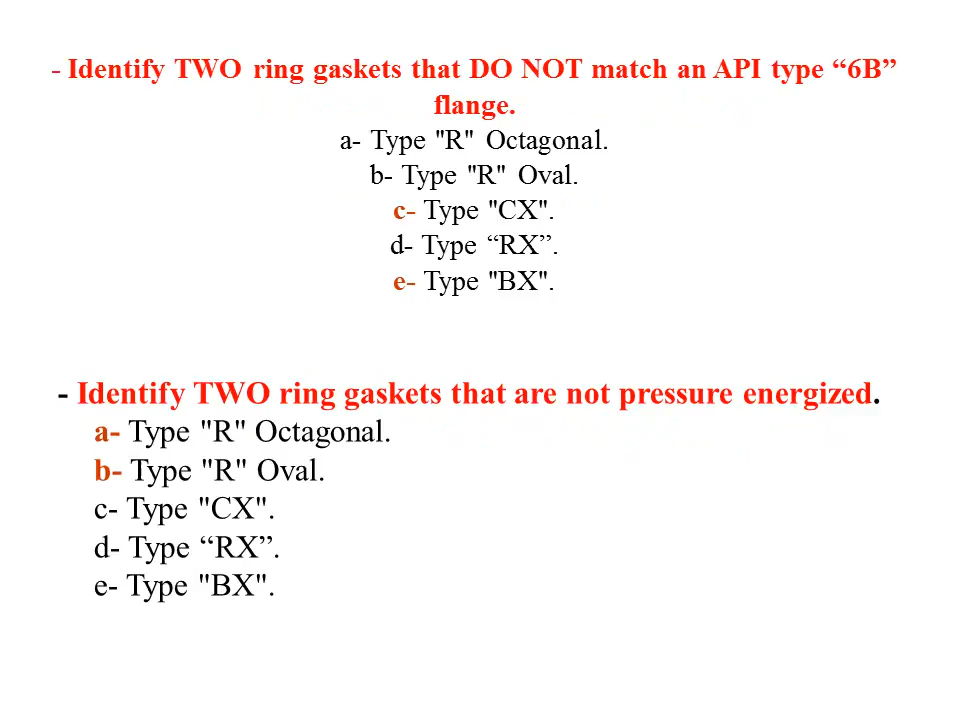 - Identify TWO ring gaskets that DO NOT match an API type “6B”
flange.
a- Type "R" Octagonal.
b- Type "R" Oval.
c- Type "CX".
d- Type “RX”.
e- Type "BX".
- Identify TWO ring gaskets that are not pressure energized.
a- Type "R" Octagonal.
b- Type "R" Oval.
c- Type "CX".
d- Type “RX”.
e- Type "BX".